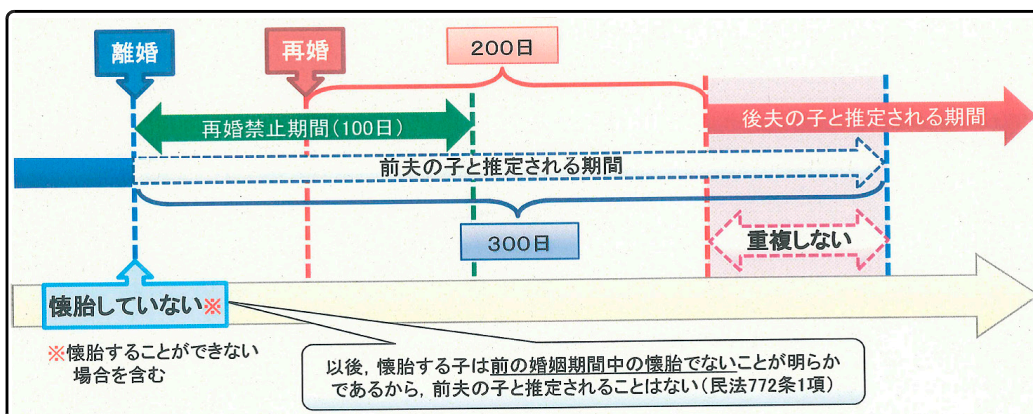 離婚
再婚
200日
再婚禁止期間(100日)
後夫の子と推定される期間
前夫の子と推定される期間
300日
重複しない
懐胎していない※
※懐胎することができない
場合を含む
以後,懐胎する子は前の婚姻期間中の懐胎でないことが明らか
であるから,前夫の子と推定されることはない(民法772条1項)